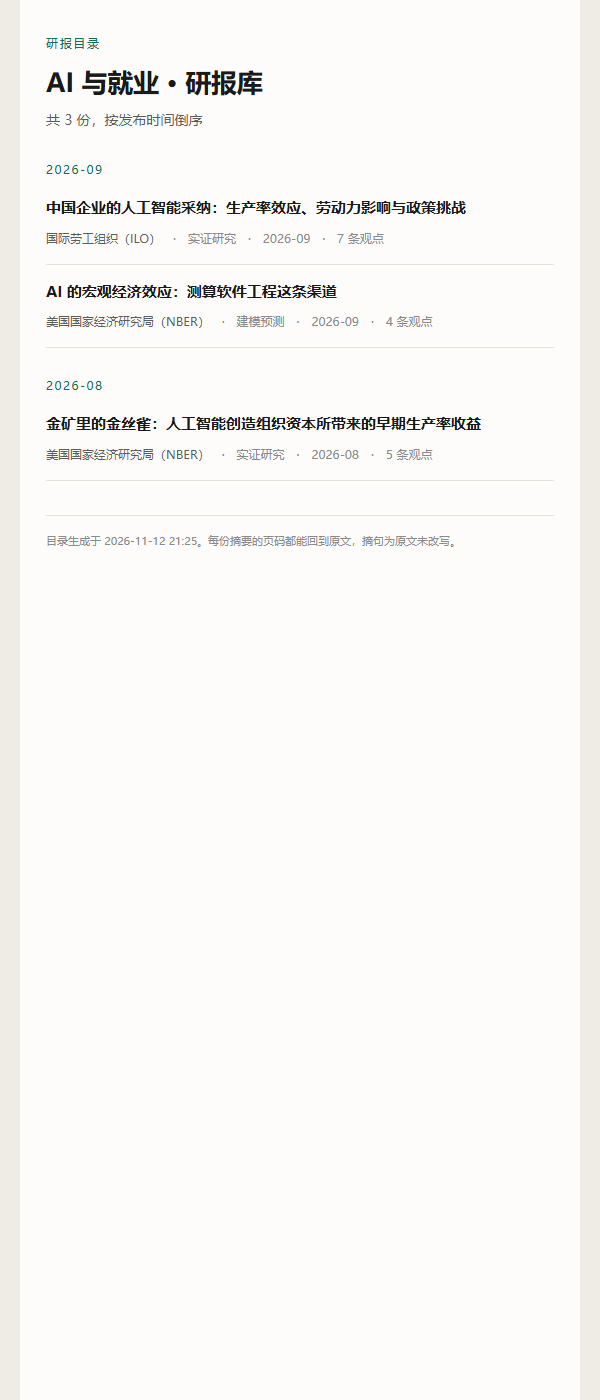 研报目录
AI 与就业 · 研报库
共 3 份，按发布时间倒序
2026-09
中国企业的人工智能采纳：生产率效应、劳动力影响与政策挑战
国际劳工组织（ILO） · 实证研究 · 2026-09 · 7 条观点
AI 的宏观经济效应：测算软件工程这条渠道
美国国家经济研究局（NBER） · 建模预测 · 2026-09 · 4 条观点
2026-08
金矿里的金丝雀：人工智能创造组织资本所带来的早期生产率收益
美国国家经济研究局（NBER） · 实证研究 · 2026-08 · 5 条观点
目录生成于 2026-11-12 21:25。每份摘要的页码都能回到原文，摘句为原文未改写。